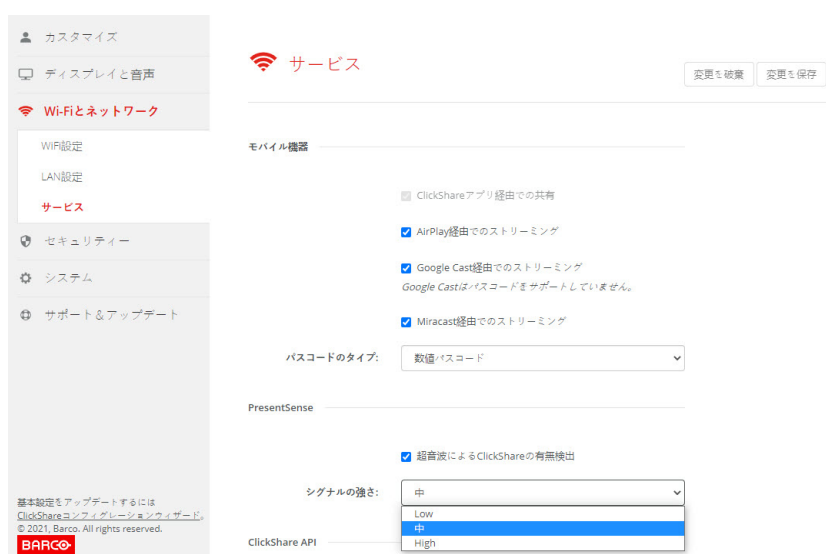 カスタマイズ
ディスプレイと音声
Wi-Fiとネットワーク
WiFi設定
LAN設定
サービス
セキュリティー
システム
サポート＆アップデート
基本設定をアップデートするには
ClickShareコンフィグレーションウィザード。
© 2021, Barco. All rights reserved.
BARCO
サービス
変更を破棄
変更を保存
モバイル機器
ClickShareアプリ経由での共有
AirPlay経由でのストリーミング
Google Cast経由でのストリーミング
Google Castはパスコードをサポートしていません。
Miracast経由でのストリーミング
パスコードのタイプ:
数値パスコード
PresentSense
超音波によるClickShareの有無検出
シグナルの強さ:
中
Low
中
High
ClickShare API